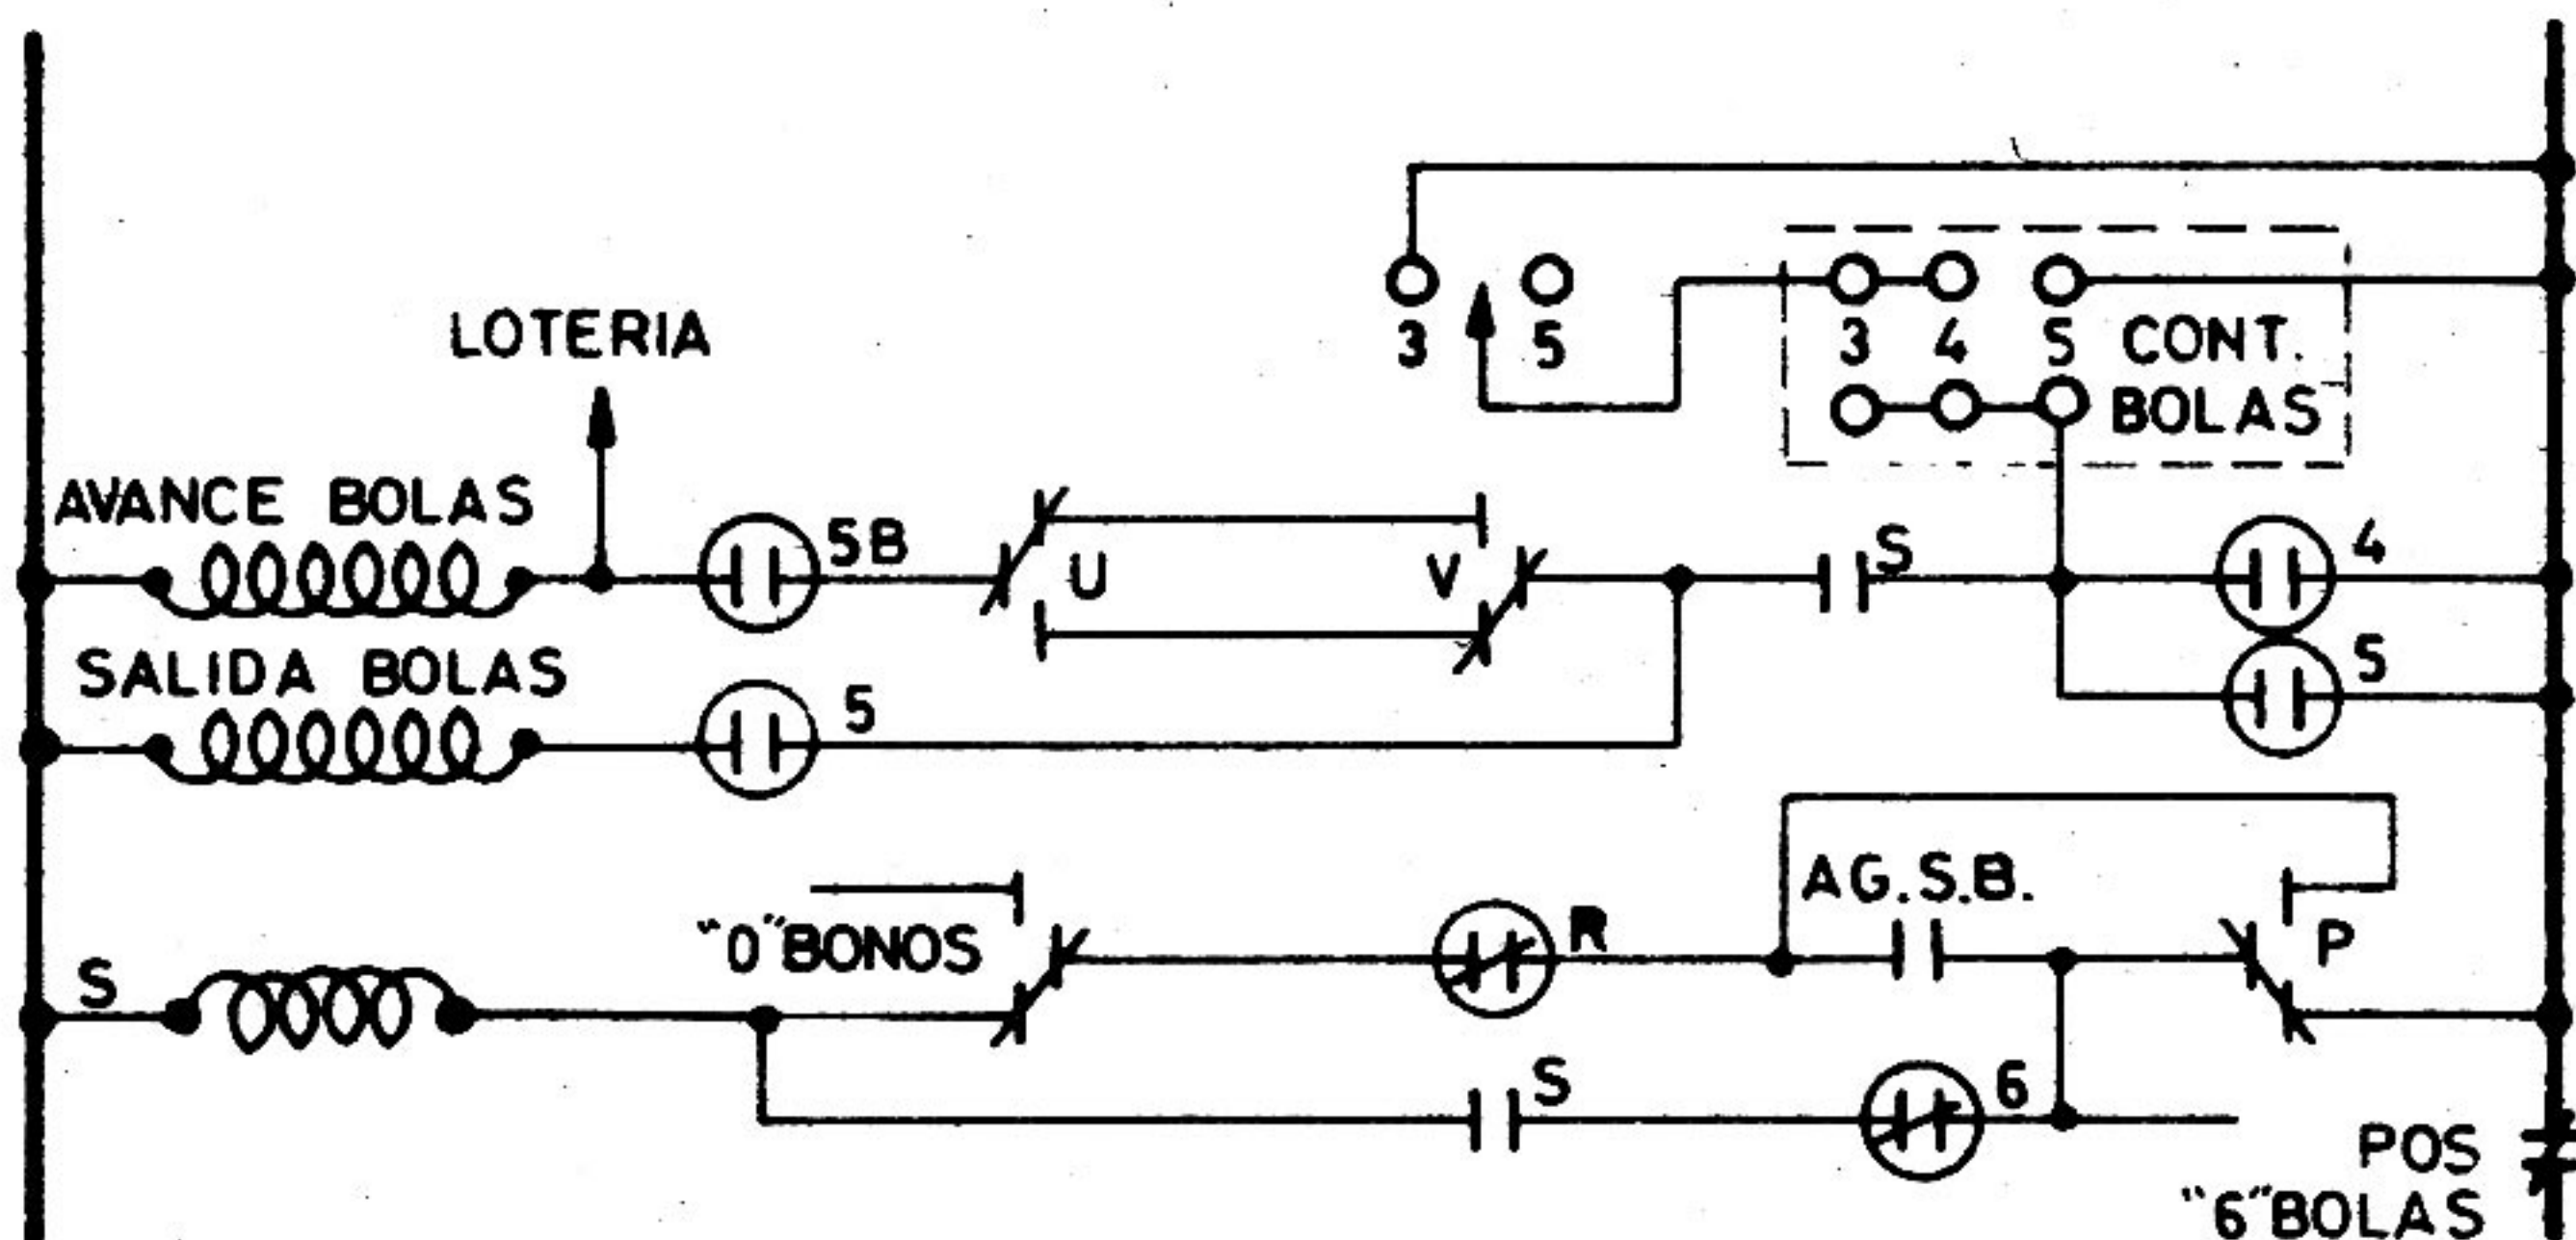 LOTERIA
3 5
3 4 5 CONT.
BOLAS
AVANCE BOLAS
5B
U
V
S
4
SALIDA BOLAS
5
5
AG.S.B.
"0" BONOS
R
P
S
S
6
POS
"6" BOLAS